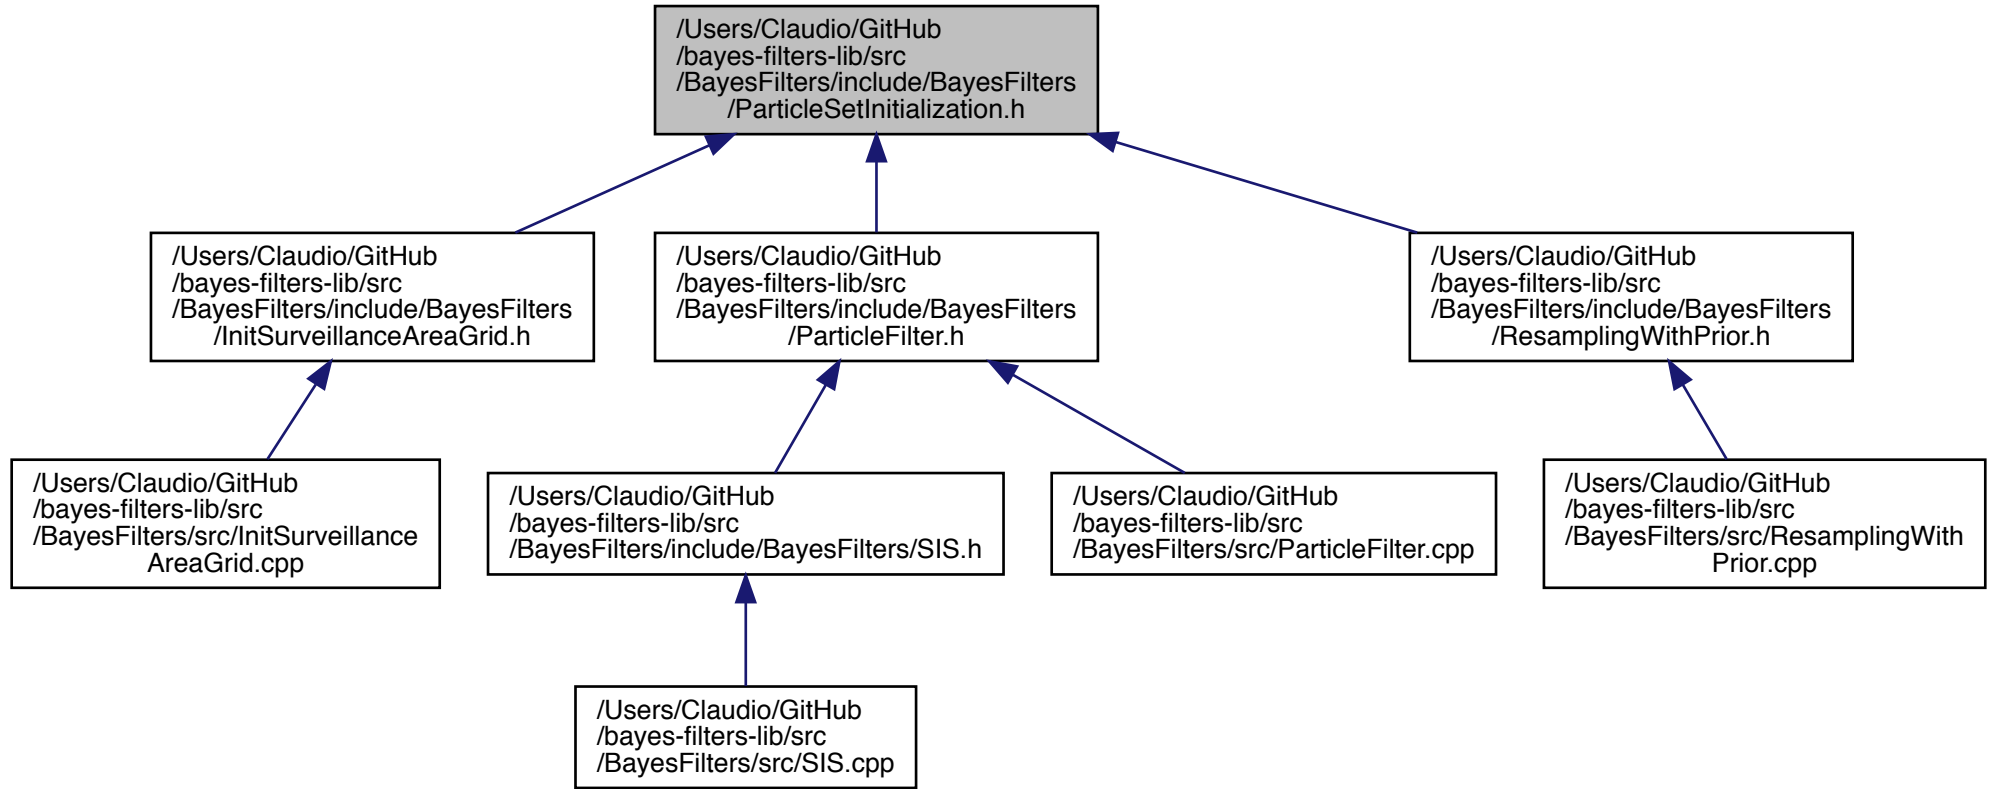 /Users/Claudio/GitHub
/bayes-filters-lib/src
/BayesFilters/include/BayesFilters
/ParticleSetInitialization.h
/Users/Claudio/GitHub
/bayes-filters-lib/src
/BayesFilters/include/BayesFilters
/InitSurveillanceAreaGrid.h
/Users/Claudio/GitHub
/bayes-filters-lib/src
/BayesFilters/include/BayesFilters
/ParticleFilter.h
/Users/Claudio/GitHub
/bayes-filters-lib/src
/BayesFilters/include/BayesFilters
/ResamplingWithPrior.h
/Users/Claudio/GitHub
/bayes-filters-lib/src
/BayesFilters/src/InitSurveillance
AreaGrid.cpp
/Users/Claudio/GitHub
/bayes-filters-lib/src
/BayesFilters/include/BayesFilters/SIS.h
/Users/Claudio/GitHub
/bayes-filters-lib/src
/BayesFilters/src/ParticleFilter.cpp
/Users/Claudio/GitHub
/bayes-filters-lib/src
/BayesFilters/src/ResamplingWith
Prior.cpp
/Users/Claudio/GitHub
/bayes-filters-lib/src
/BayesFilters/src/SIS.cpp